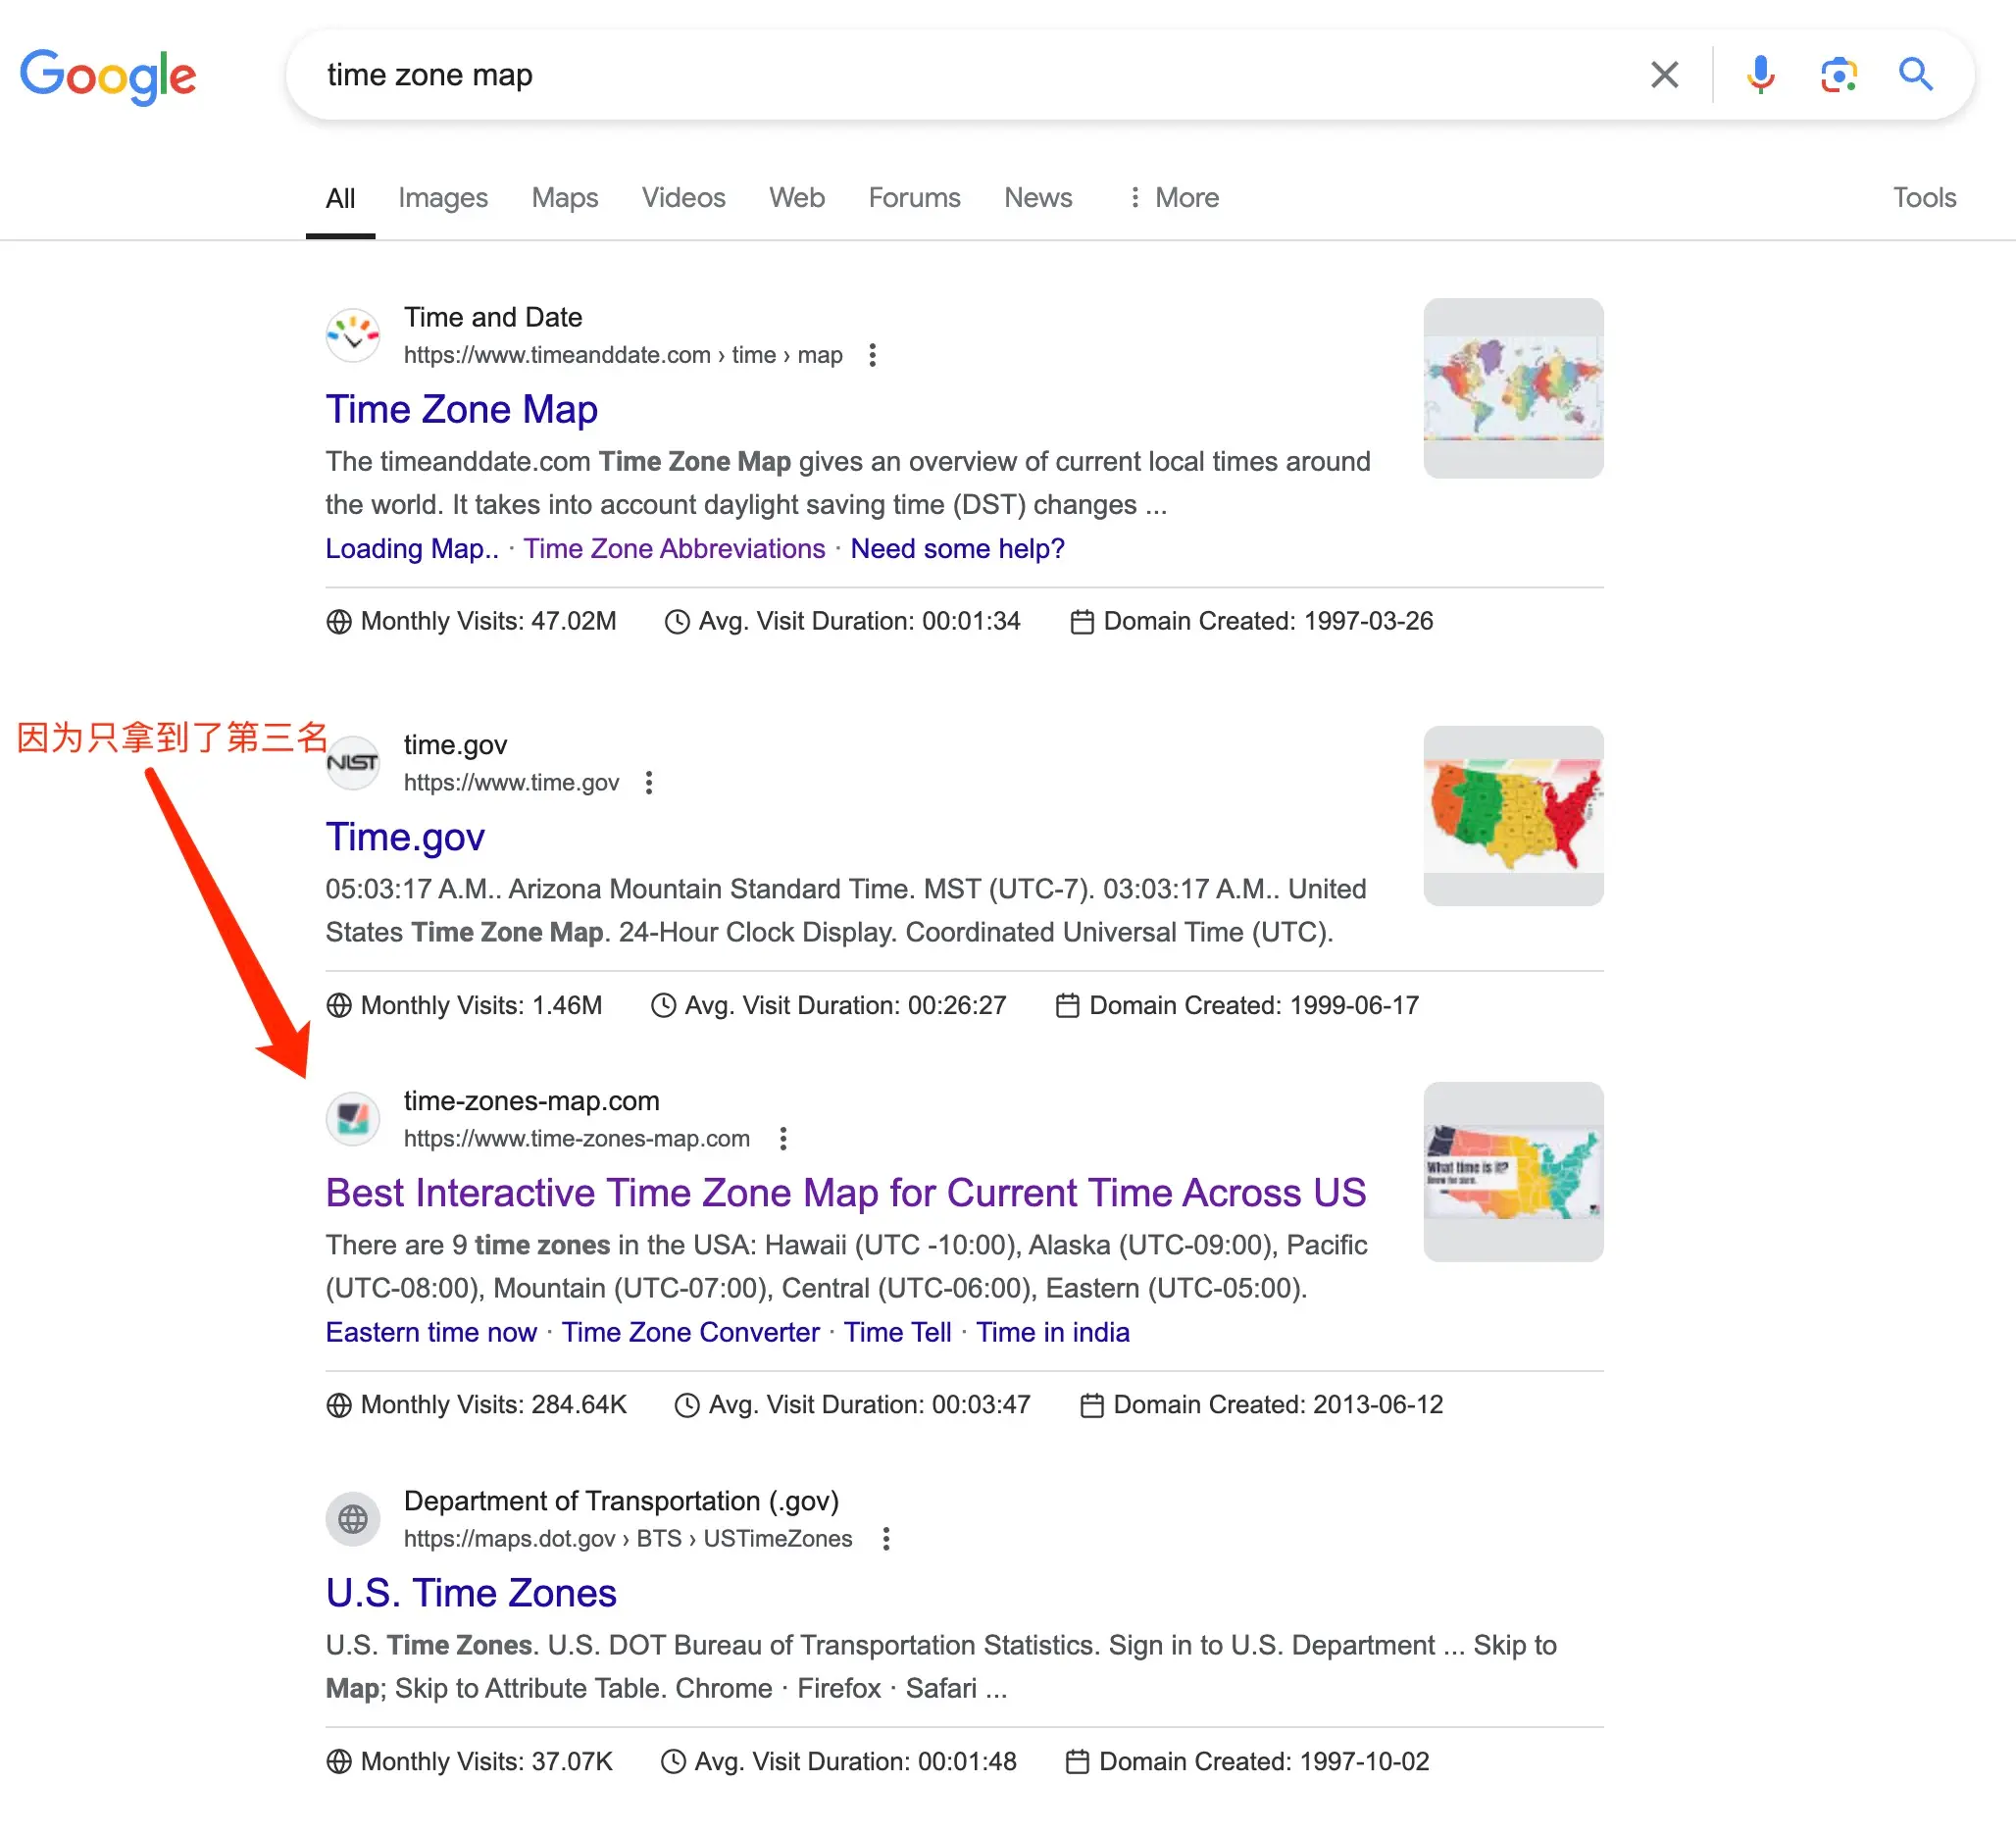 Google
time zone map
All
Images
Maps
Videos
Web
Forums
News
More
Tools
Time and Date
https://www.timeanddate.com › time › map
Time Zone Map
The timeanddate.com Time Zone Map gives an overview of current local times around
the world. It takes into account daylight saving time (DST) changes ...
Loading Map.. · Time Zone Abbreviations · Need some help?
Monthly Visits: 47.02M
Avg. Visit Duration: 00:01:34
Domain Created: 1997-03-26
因为只拿到了第三名
NIST
time.gov
https://www.time.gov
Time.gov
05:03:17 A.M.. Arizona Mountain Standard Time. MST (UTC-7). 03:03:17 A.M.. United
States Time Zone Map. 24-Hour Clock Display. Coordinated Universal Time (UTC).
Monthly Visits: 1.46M
Avg. Visit Duration: 00:26:27
Domain Created: 1999-06-17
time-zones-map.com
https://www.time-zones-map.com
Best Interactive Time Zone Map for Current Time Across US
There are 9 time zones in the USA: Hawaii (UTC -10:00), Alaska (UTC-09:00), Pacific
(UTC-08:00), Mountain (UTC-07:00), Central (UTC-06:00), Eastern (UTC-05:00).
Eastern time now · Time Zone Converter · Time Tell · Time in india
What time is it?
Monthly Visits: 284.64K
Avg. Visit Duration: 00:03:47
Domain Created: 2013-06-12
Department of Transportation (.gov)
https://maps.dot.gov › BTS › USTimeZones
U.S. Time Zones
U.S. Time Zones. U.S. DOT Bureau of Transportation Statistics. Sign in to U.S. Department ... Skip to
Map; Skip to Attribute Table. Chrome · Firefox · Safari ...
Monthly Visits: 37.07K
Avg. Visit Duration: 00:01:48
Domain Created: 1997-10-02